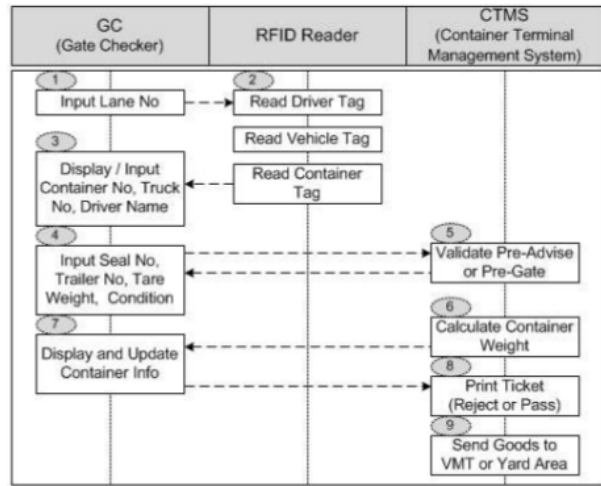 GC
(Gate Checker)
RFID Reader
CTMS
(Container Terminal
Management System)
1
Input Lane No
2
Read Driver Tag
Read Vehicle Tag
Read Container
Tag
3
Display / Input
Container No, Truck
No, Driver Name
4
Input Seal No,
Trailer No, Tare
Weight, Condition
5
Validate Pre-Advise
or Pre-Gate
6
Calculate Container
Weight
7
Display and Update
Container Info
8
Print Ticket
(Reject or Pass)
9
Send Goods to
VMT or Yard Area